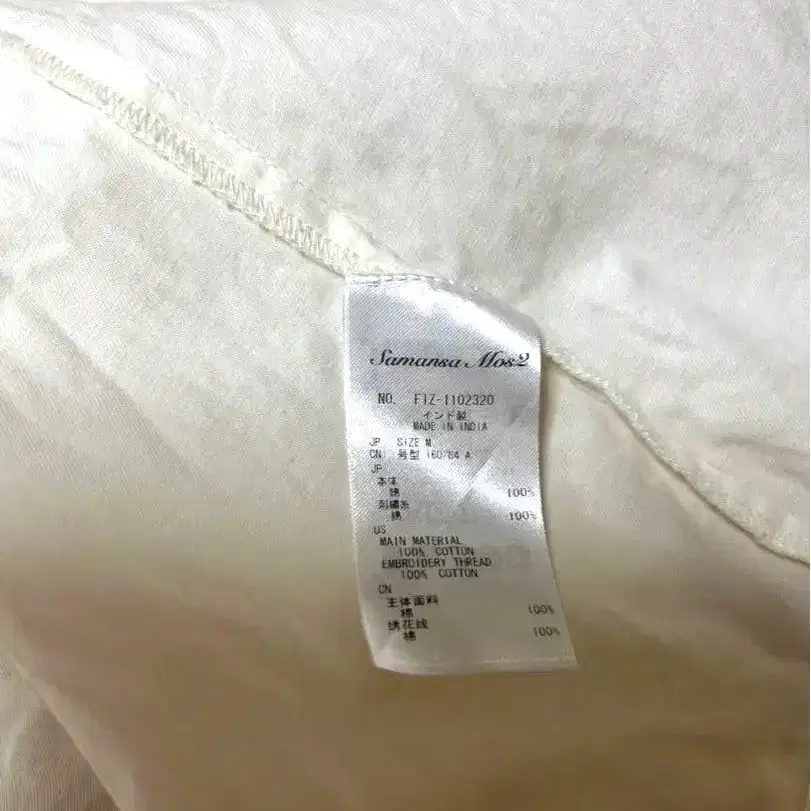 Samansa Mos2
NO. FIZ-1102320
インド製
MADE IN INDIA
JP SIZE M
CN 号型 160/84 A
JP
本体
綿 100%
刺繍糸
綿 100%
US
MAIN MATERIAL
100% COTTON
EMBROIDERY THREAD
100% COTTON
CN
主体面料
棉 100%
绣花线
棉 100%